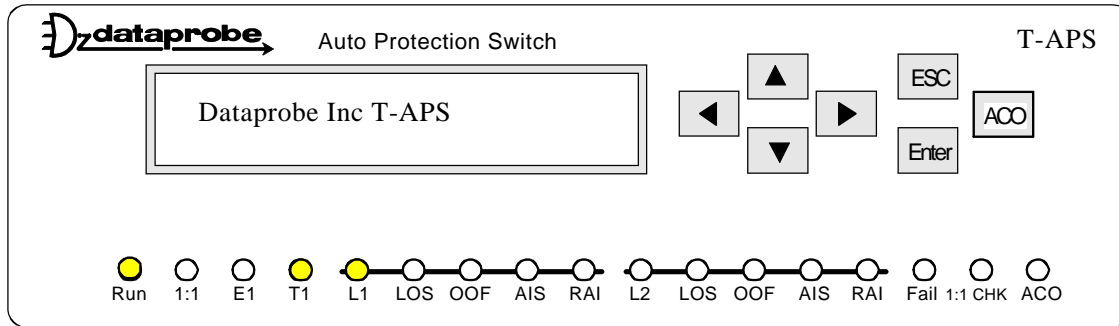 dataprobe Auto Protection Switch T-APS
Dataprobe Inc T-APS
ESC
ACO
Enter
Run 1:1 E1 T1 L1 LOS OOF AIS RAI L2 LOS OOF AIS RAI Fail 1:1 CHK ACO